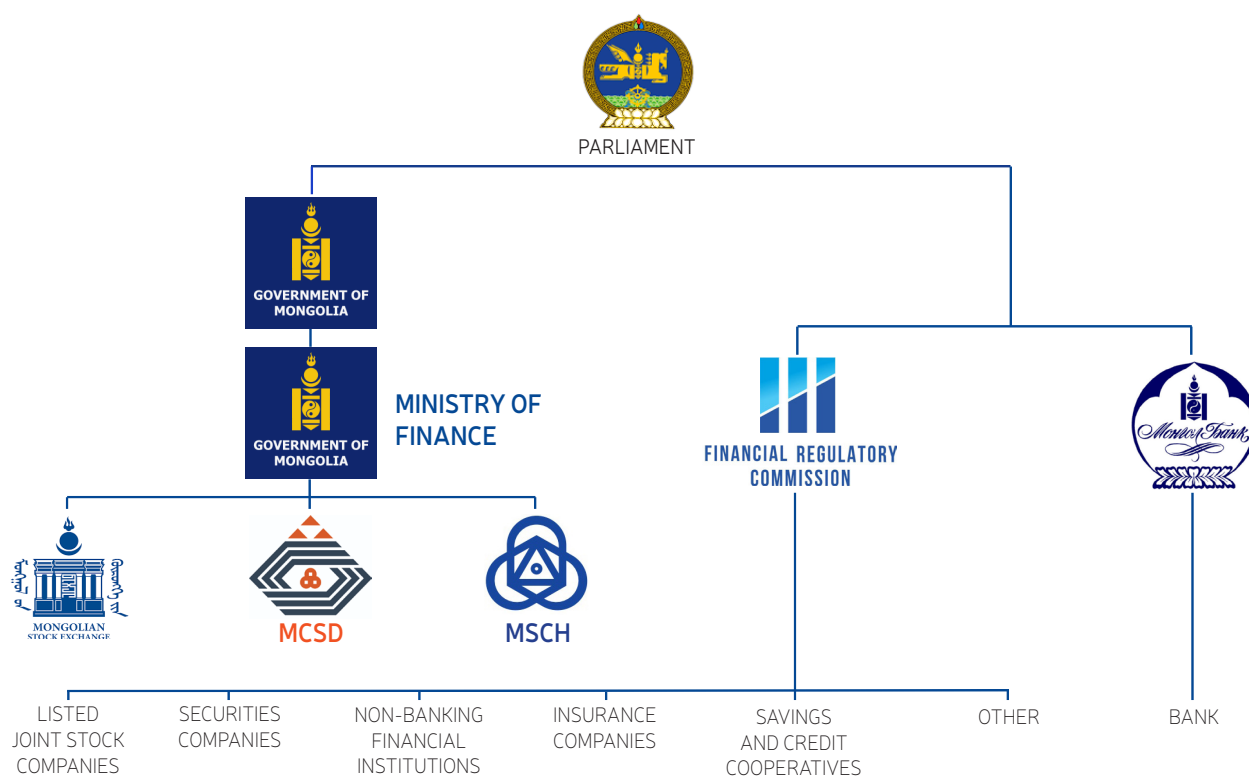 PARLIAMENT
GOVERNMENT OF
MONGOLIA
GOVERNMENT OF
MONGOLIA
MINISTRY OF
FINANCE
FINANCIAL REGULATORY
COMMISSION
МонголБанк
MONGOLIAN
STOCK EXCHANGE
MCSD
MSCH
LISTED
JOINT STOCK
COMPANIES
SECURITIES
COMPANIES
NON-BANKING
FINANCIAL
INSTITUTIONS
INSURANCE
COMPANIES
SAVINGS
AND CREDIT
COOPERATIVES
OTHER
BANK